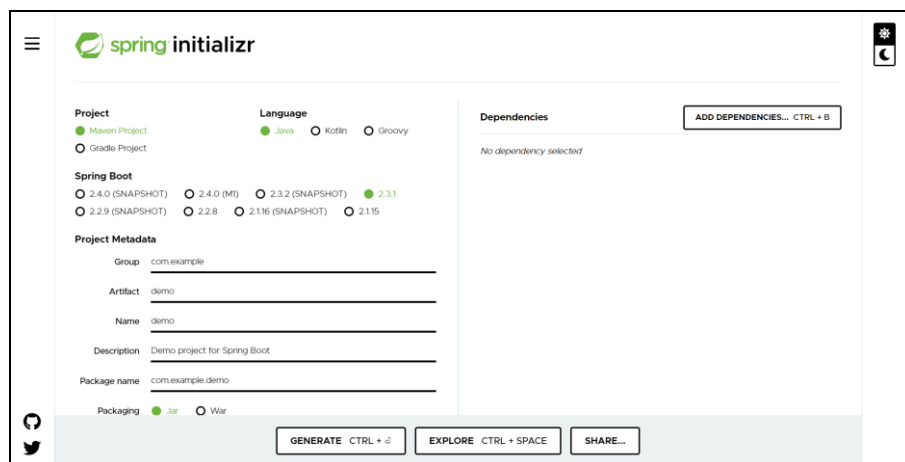 spring initializr
Project
Maven Project
Gradle Project
Language
Java Kotlin Groovy
Spring Boot
2.4.0 (SNAPSHOT) 2.4.0 (M1) 2.3.2 (SNAPSHOT) 2.3.1
2.2.9 (SNAPSHOT) 2.2.8 2.1.16 (SNAPSHOT) 2.1.15
Project Metadata
Group com.example
Artifact demo
Name demo
Description Demo project for Spring Boot
Package name com.example.demo
Packaging Jar War
Dependencies
ADD DEPENDENCIES... CTRL + B
No dependency selected
GENERATE CTRL + ⏎
EXPLORE CTRL + SPACE
SHARE...